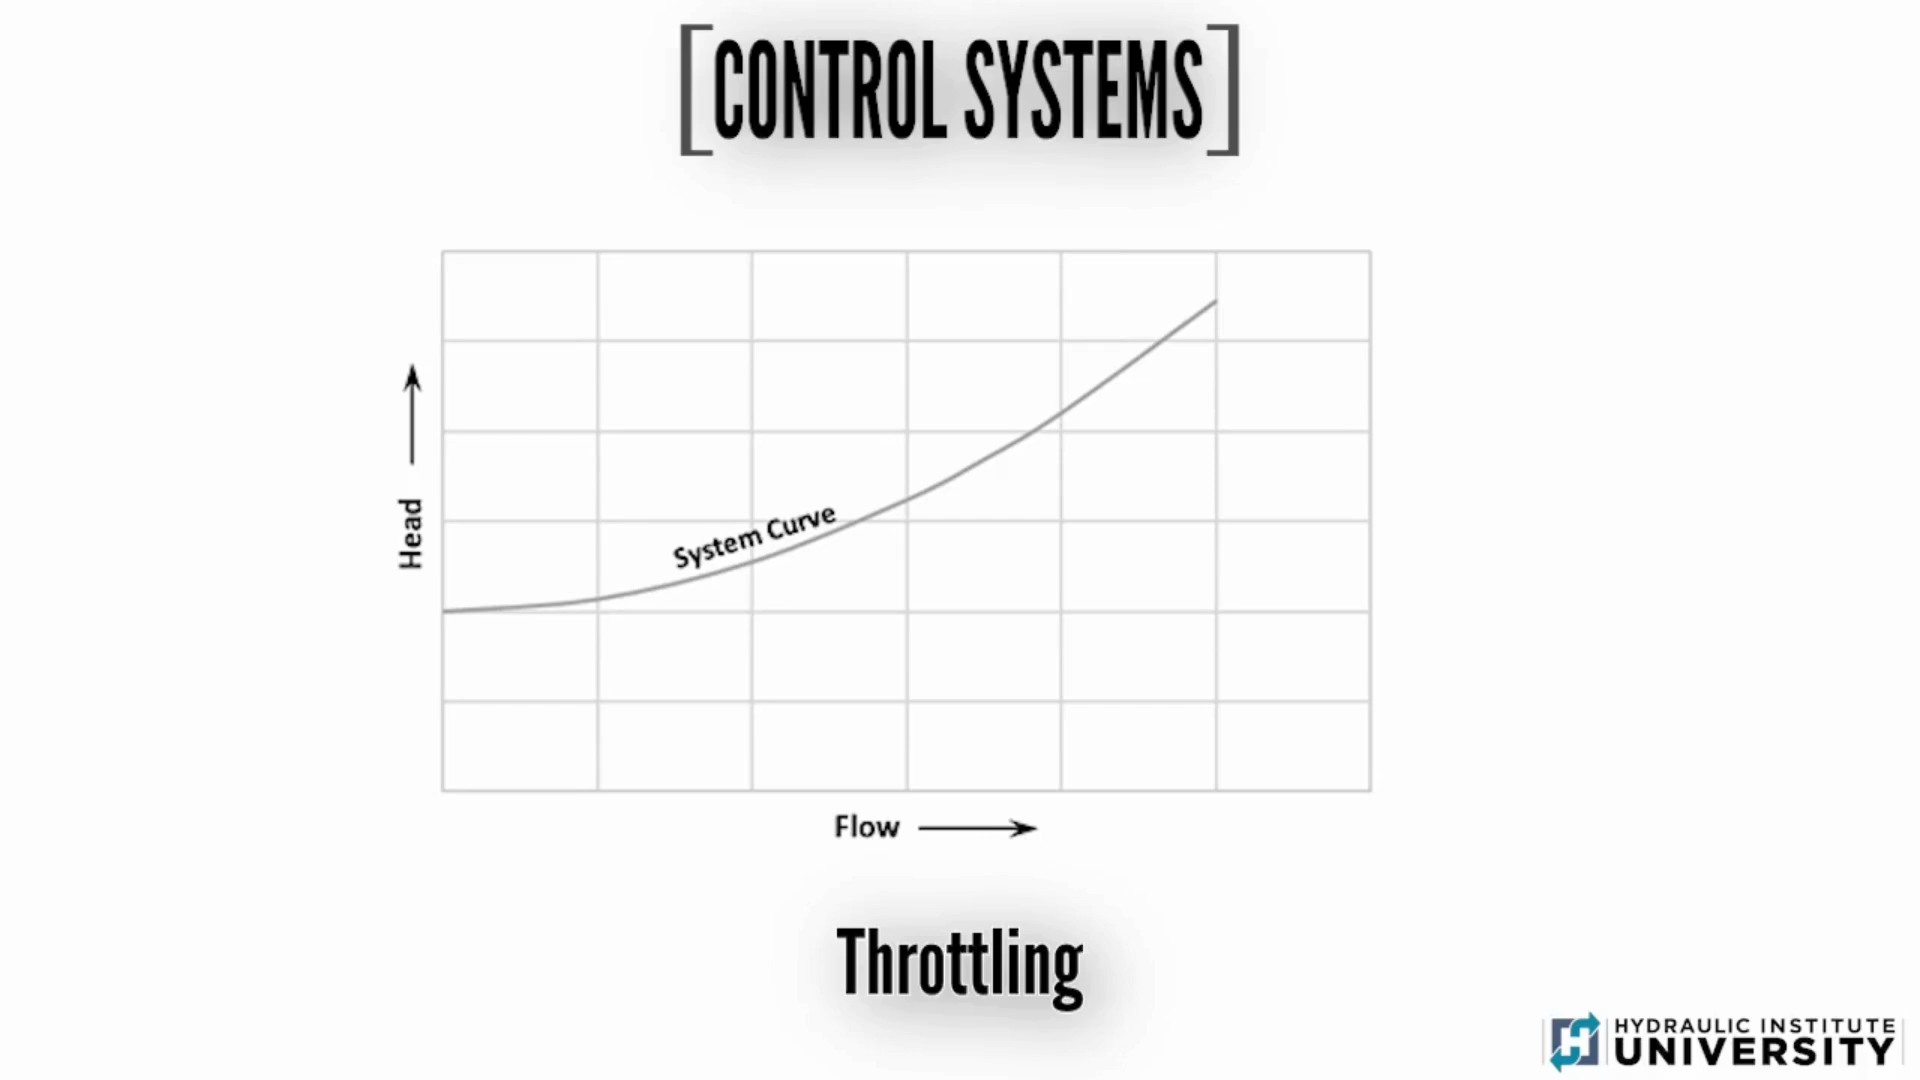 [CONTROL SYSTEMS]
Head
System Curve
Flow
Throttling
HYDRAULIC INSTITUTE
UNIVERSITY